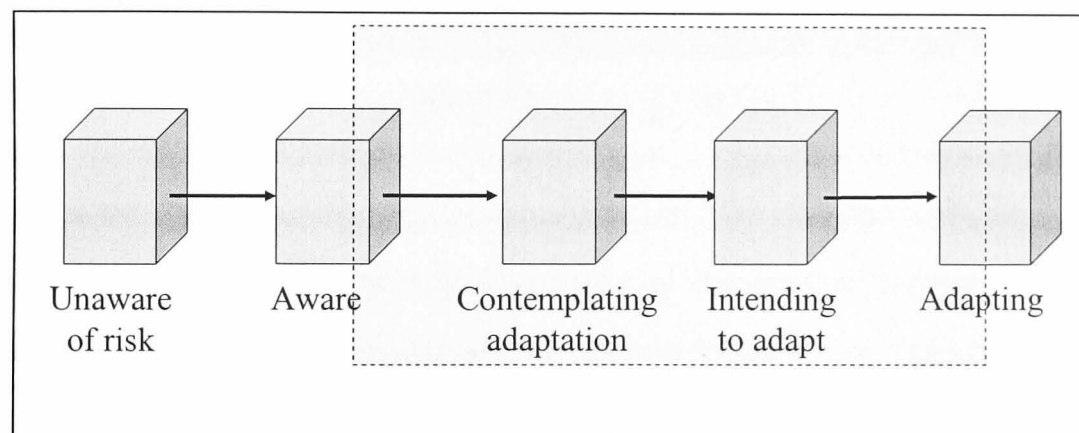 Unaware
of risk
Aware
Contemplating
adaptation
Intending
to adapt
Adapting